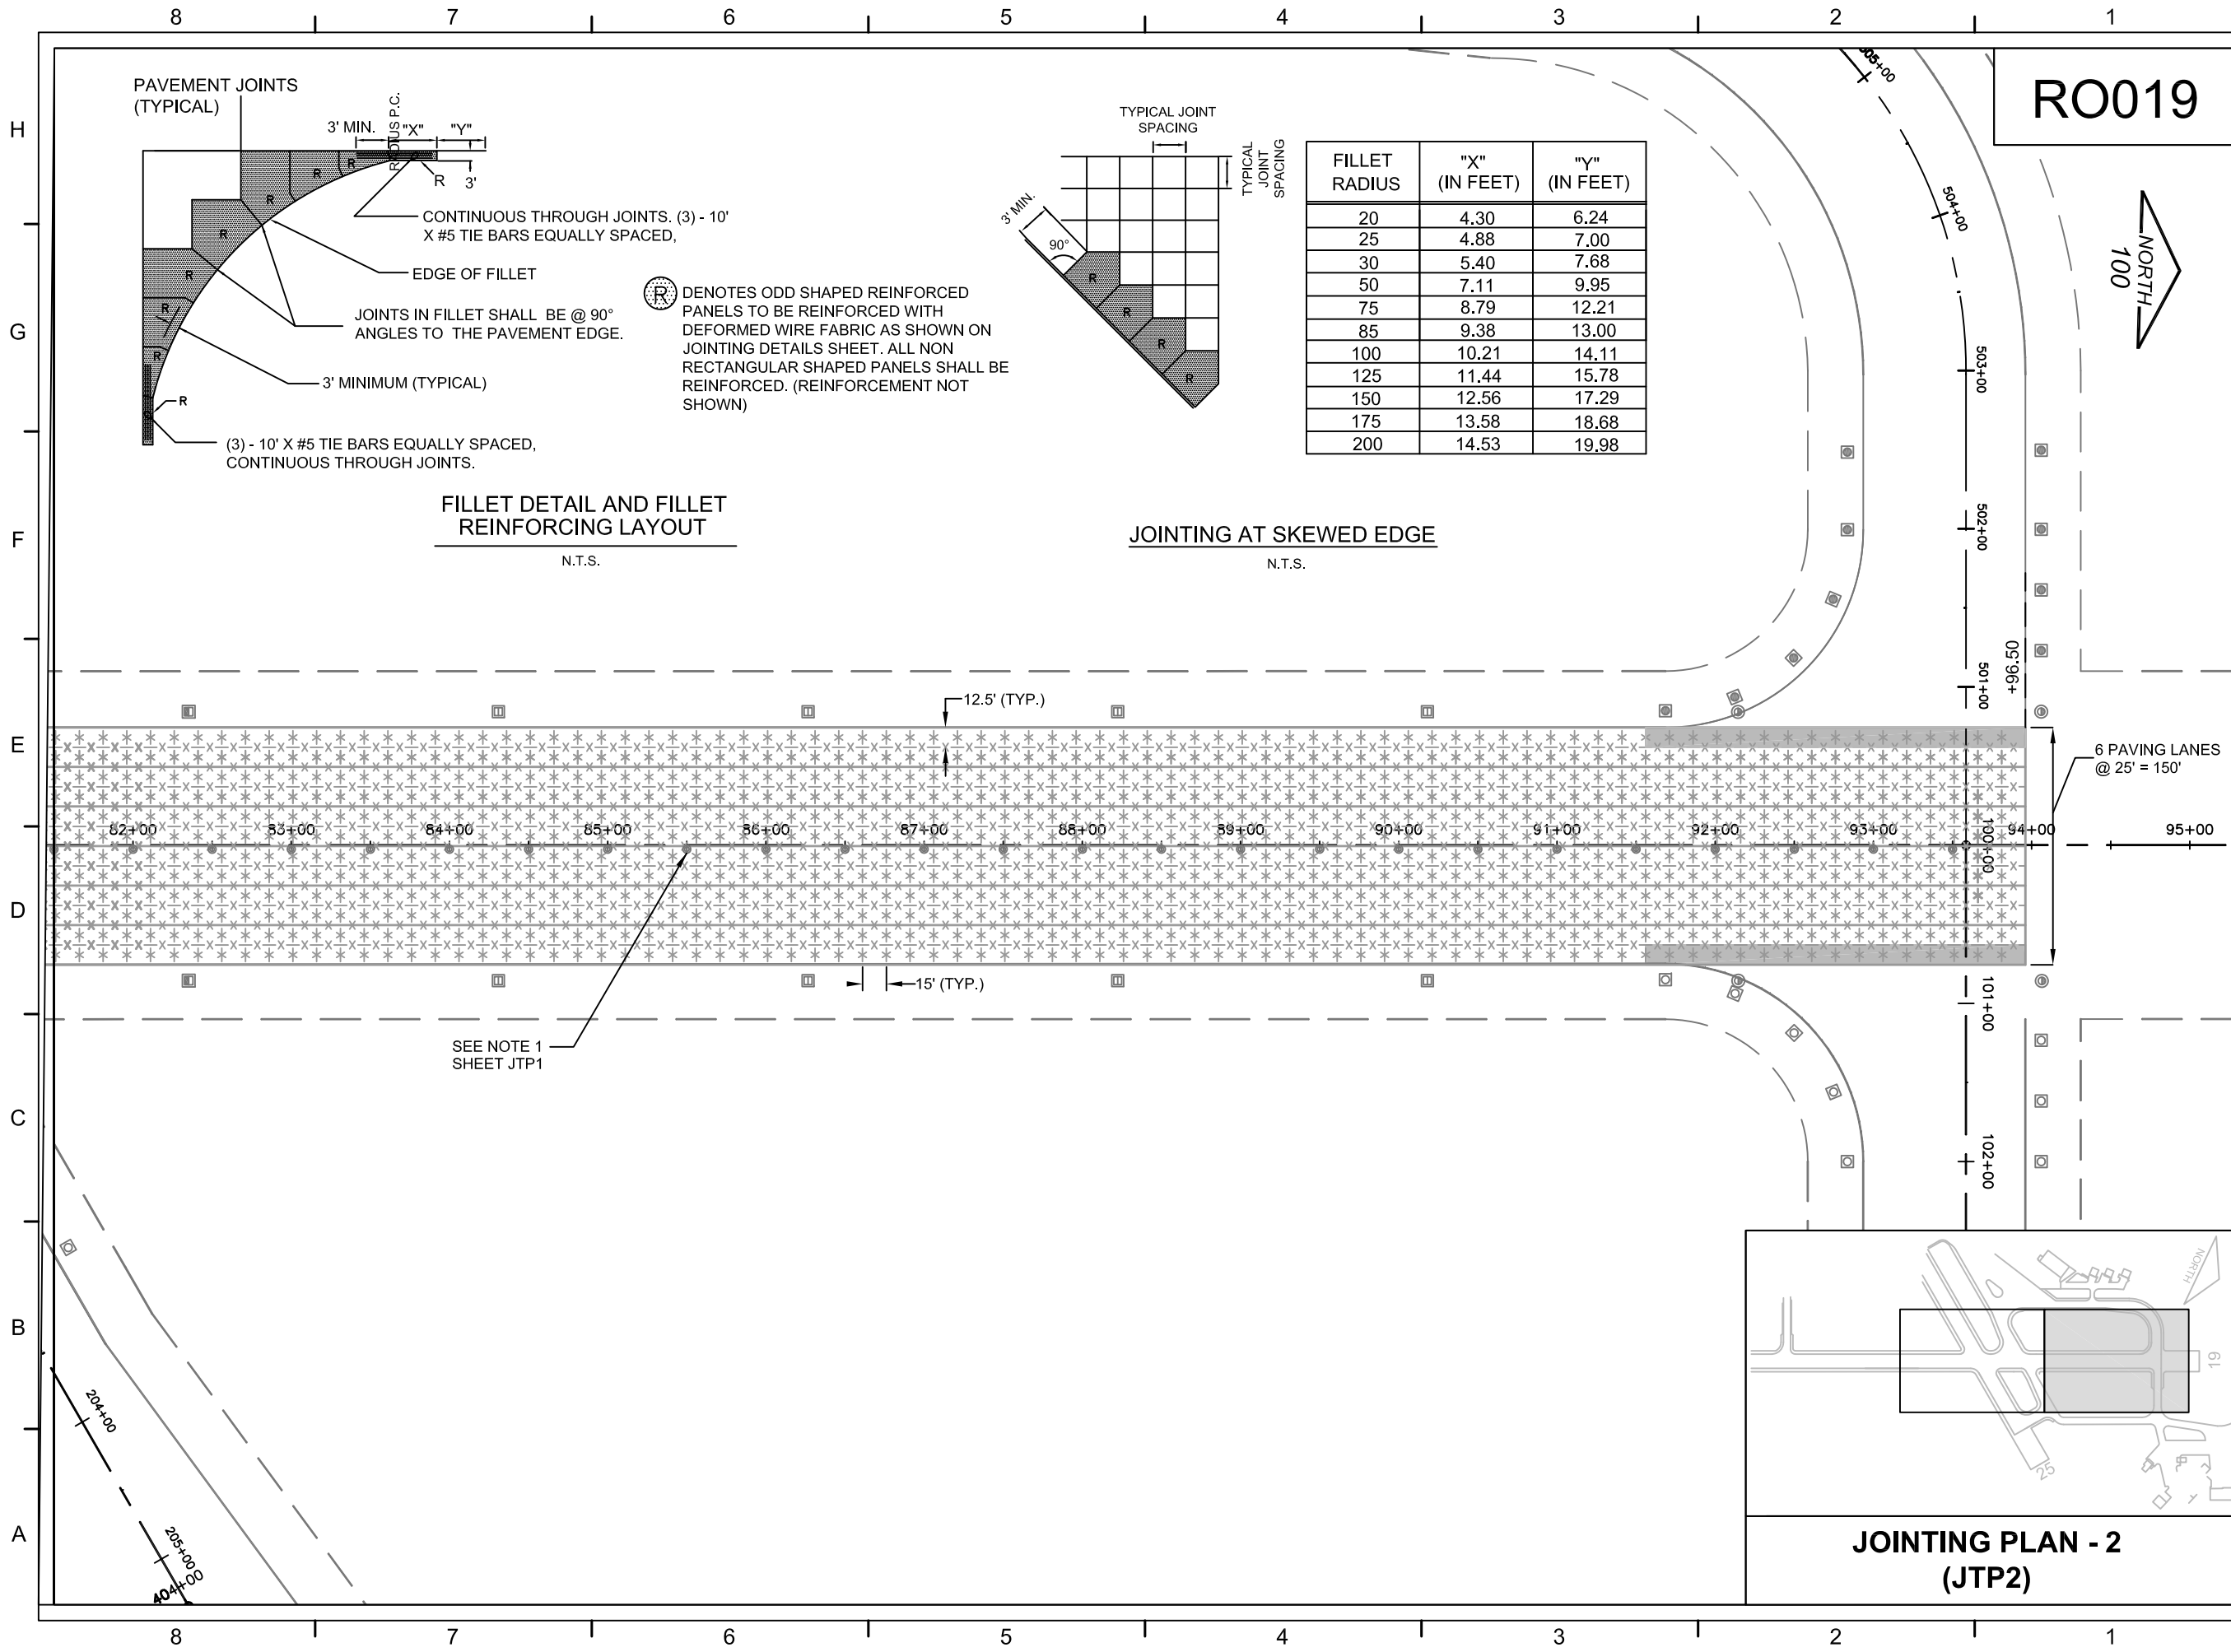 8 7 6 5 4 3 2 1
H
G
F
E
D
C
B
A
RO019
PAVEMENT JOINTS
(TYPICAL)
3' MIN.
RADIUS P.C.
"X"
"Y"
3'
R
R
R
R
R
R
R
R
R
CONTINUOUS THROUGH JOINTS. (3) - 10'
X #5 TIE BARS EQUALLY SPACED,
EDGE OF FILLET
JOINTS IN FILLET SHALL BE @ 90°
ANGLES TO THE PAVEMENT EDGE.
3' MINIMUM (TYPICAL)
(3) - 10' X #5 TIE BARS EQUALLY SPACED,
CONTINUOUS THROUGH JOINTS.
FILLET DETAIL AND FILLET
REINFORCING LAYOUT
N.T.S.
R
DENOTES ODD SHAPED REINFORCED
PANELS TO BE REINFORCED WITH
DEFORMED WIRE FABRIC AS SHOWN ON
JOINTING DETAILS SHEET. ALL NON
RECTANGULAR SHAPED PANELS SHALL BE
REINFORCED. (REINFORCEMENT NOT
SHOWN)
TYPICAL JOINT
SPACING
TYPICAL
JOINT
SPACING
3' MIN.
90°
R
R
R
R
JOINTING AT SKEWED EDGE
N.T.S.
FILLET RADIUS "X" (IN FEET) "Y" (IN FEET)
20 4.30 6.24
25 4.88 7.00
30 5.40 7.68
50 7.11 9.95
75 8.79 12.21
85 9.38 13.00
100 10.21 14.11
125 11.44 15.78
150 12.56 17.29
175 13.58 18.68
200 14.53 19.98
505+00
504+00
503+00
502+00
501+00
+96.50
NORTH
100
12.5' (TYP.)
6 PAVING LANES
@ 25' = 150'
82+00 83+00 84+00 85+00 86+00 87+00 88+00 89+00 90+00 91+00 92+00 93+00 94+00 95+00
100+00
101+00
102+00
15' (TYP.)
SEE NOTE 1
SHEET JTP1
204+00
205+00
404+00
NORTH
19
25
JOINTING PLAN - 2
(JTP2)
8 7 6 5 4 3 2 1